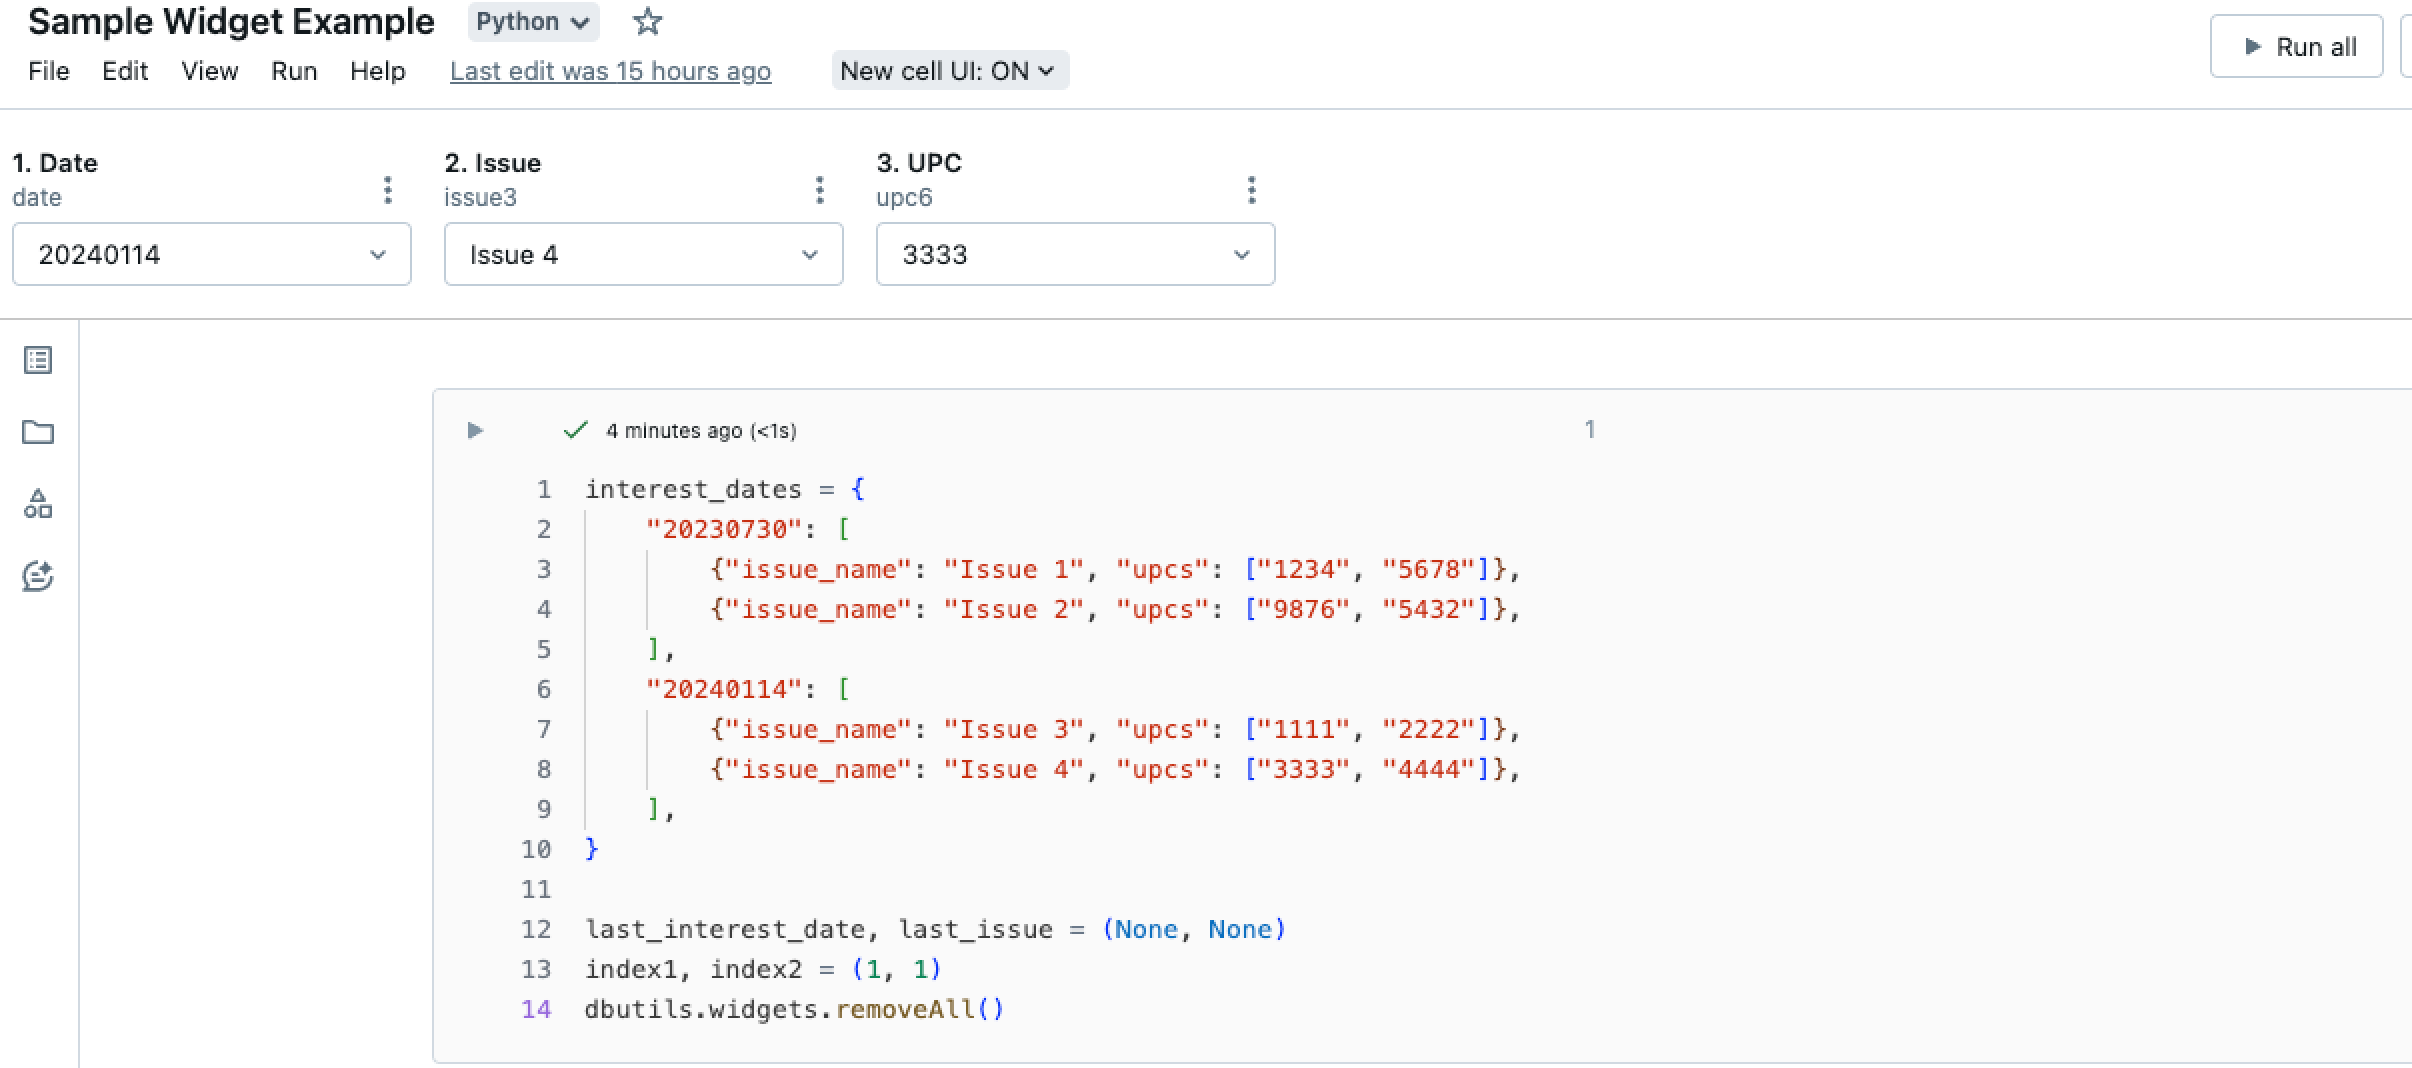 Sample Widget Example Python
File Edit View Run Help Last edit was 15 hours ago New cell UI: ON
Run all
1. Date
date
20240114
2. Issue
issue3
Issue 4
3. UPC
upc6
3333
4 minutes ago (<1s) 1
1 interest_dates = {
2     "20230730": [
3         {"issue_name": "Issue 1", "upcs": ["1234", "5678"]},
4         {"issue_name": "Issue 2", "upcs": ["9876", "5432"]},
5     ],
6     "20240114": [
7         {"issue_name": "Issue 3", "upcs": ["1111", "2222"]},
8         {"issue_name": "Issue 4", "upcs": ["3333", "4444"]},
9     ],
10 }
11
12 last_interest_date, last_issue = (None, None)
13 index1, index2 = (1, 1)
14 dbutils.widgets.removeAll()